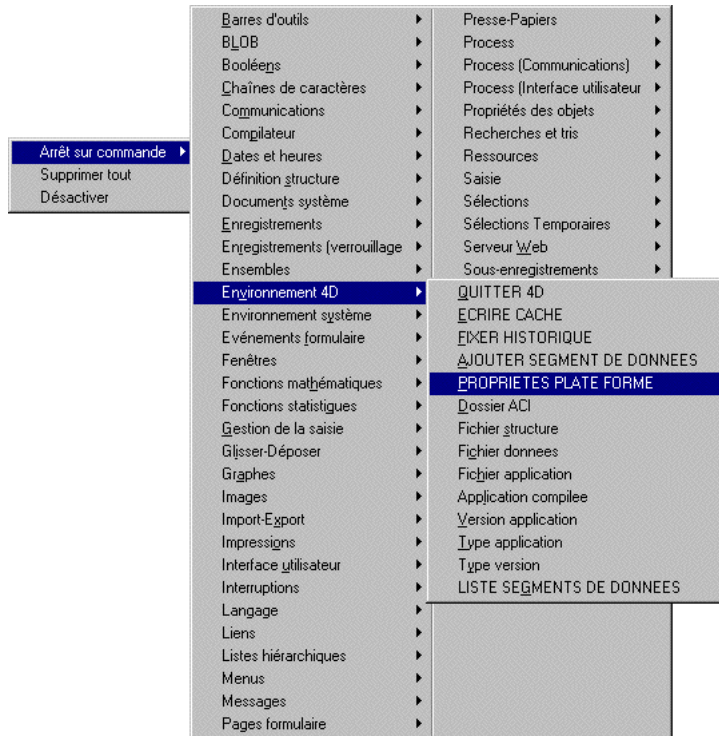 Arrêt sur commande
Supprimer tout
Désactiver
Barres d'outils
BLOB
Booléens
Chaînes de caractères
Communications
Compilateur
Dates et heures
Définition structure
Documents système
Enregistrements
Enregistrements (verrouillage
Ensembles
Environnement 4D
Environnement système
Evénements formulaire
Fenêtres
Fonctions mathématiques
Fonctions statistiques
Gestion de la saisie
Glisser-Déposer
Graphes
Images
Import-Export
Impressions
Interface utilisateur
Interruptions
Langage
Liens
Listes hiérarchiques
Menus
Messages
Pages formulaire
Presse-Papiers
Process
Process (Communications)
Process (Interface utilisateur
Propriétés des objets
Recherches et tris
Ressources
Saisie
Sélections
Sélections Temporaires
Serveur Web
Sous-enregistrements
QUITTER 4D
ECRIRE CACHE
FIXER HISTORIQUE
AJOUTER SEGMENT DE DONNEES
PROPRIETES PLATE FORME
Dossier ACI
Fichier structure
Fichier donnees
Fichier application
Application compilee
Version application
Type application
Type version
LISTE SEGMENTS DE DONNEES